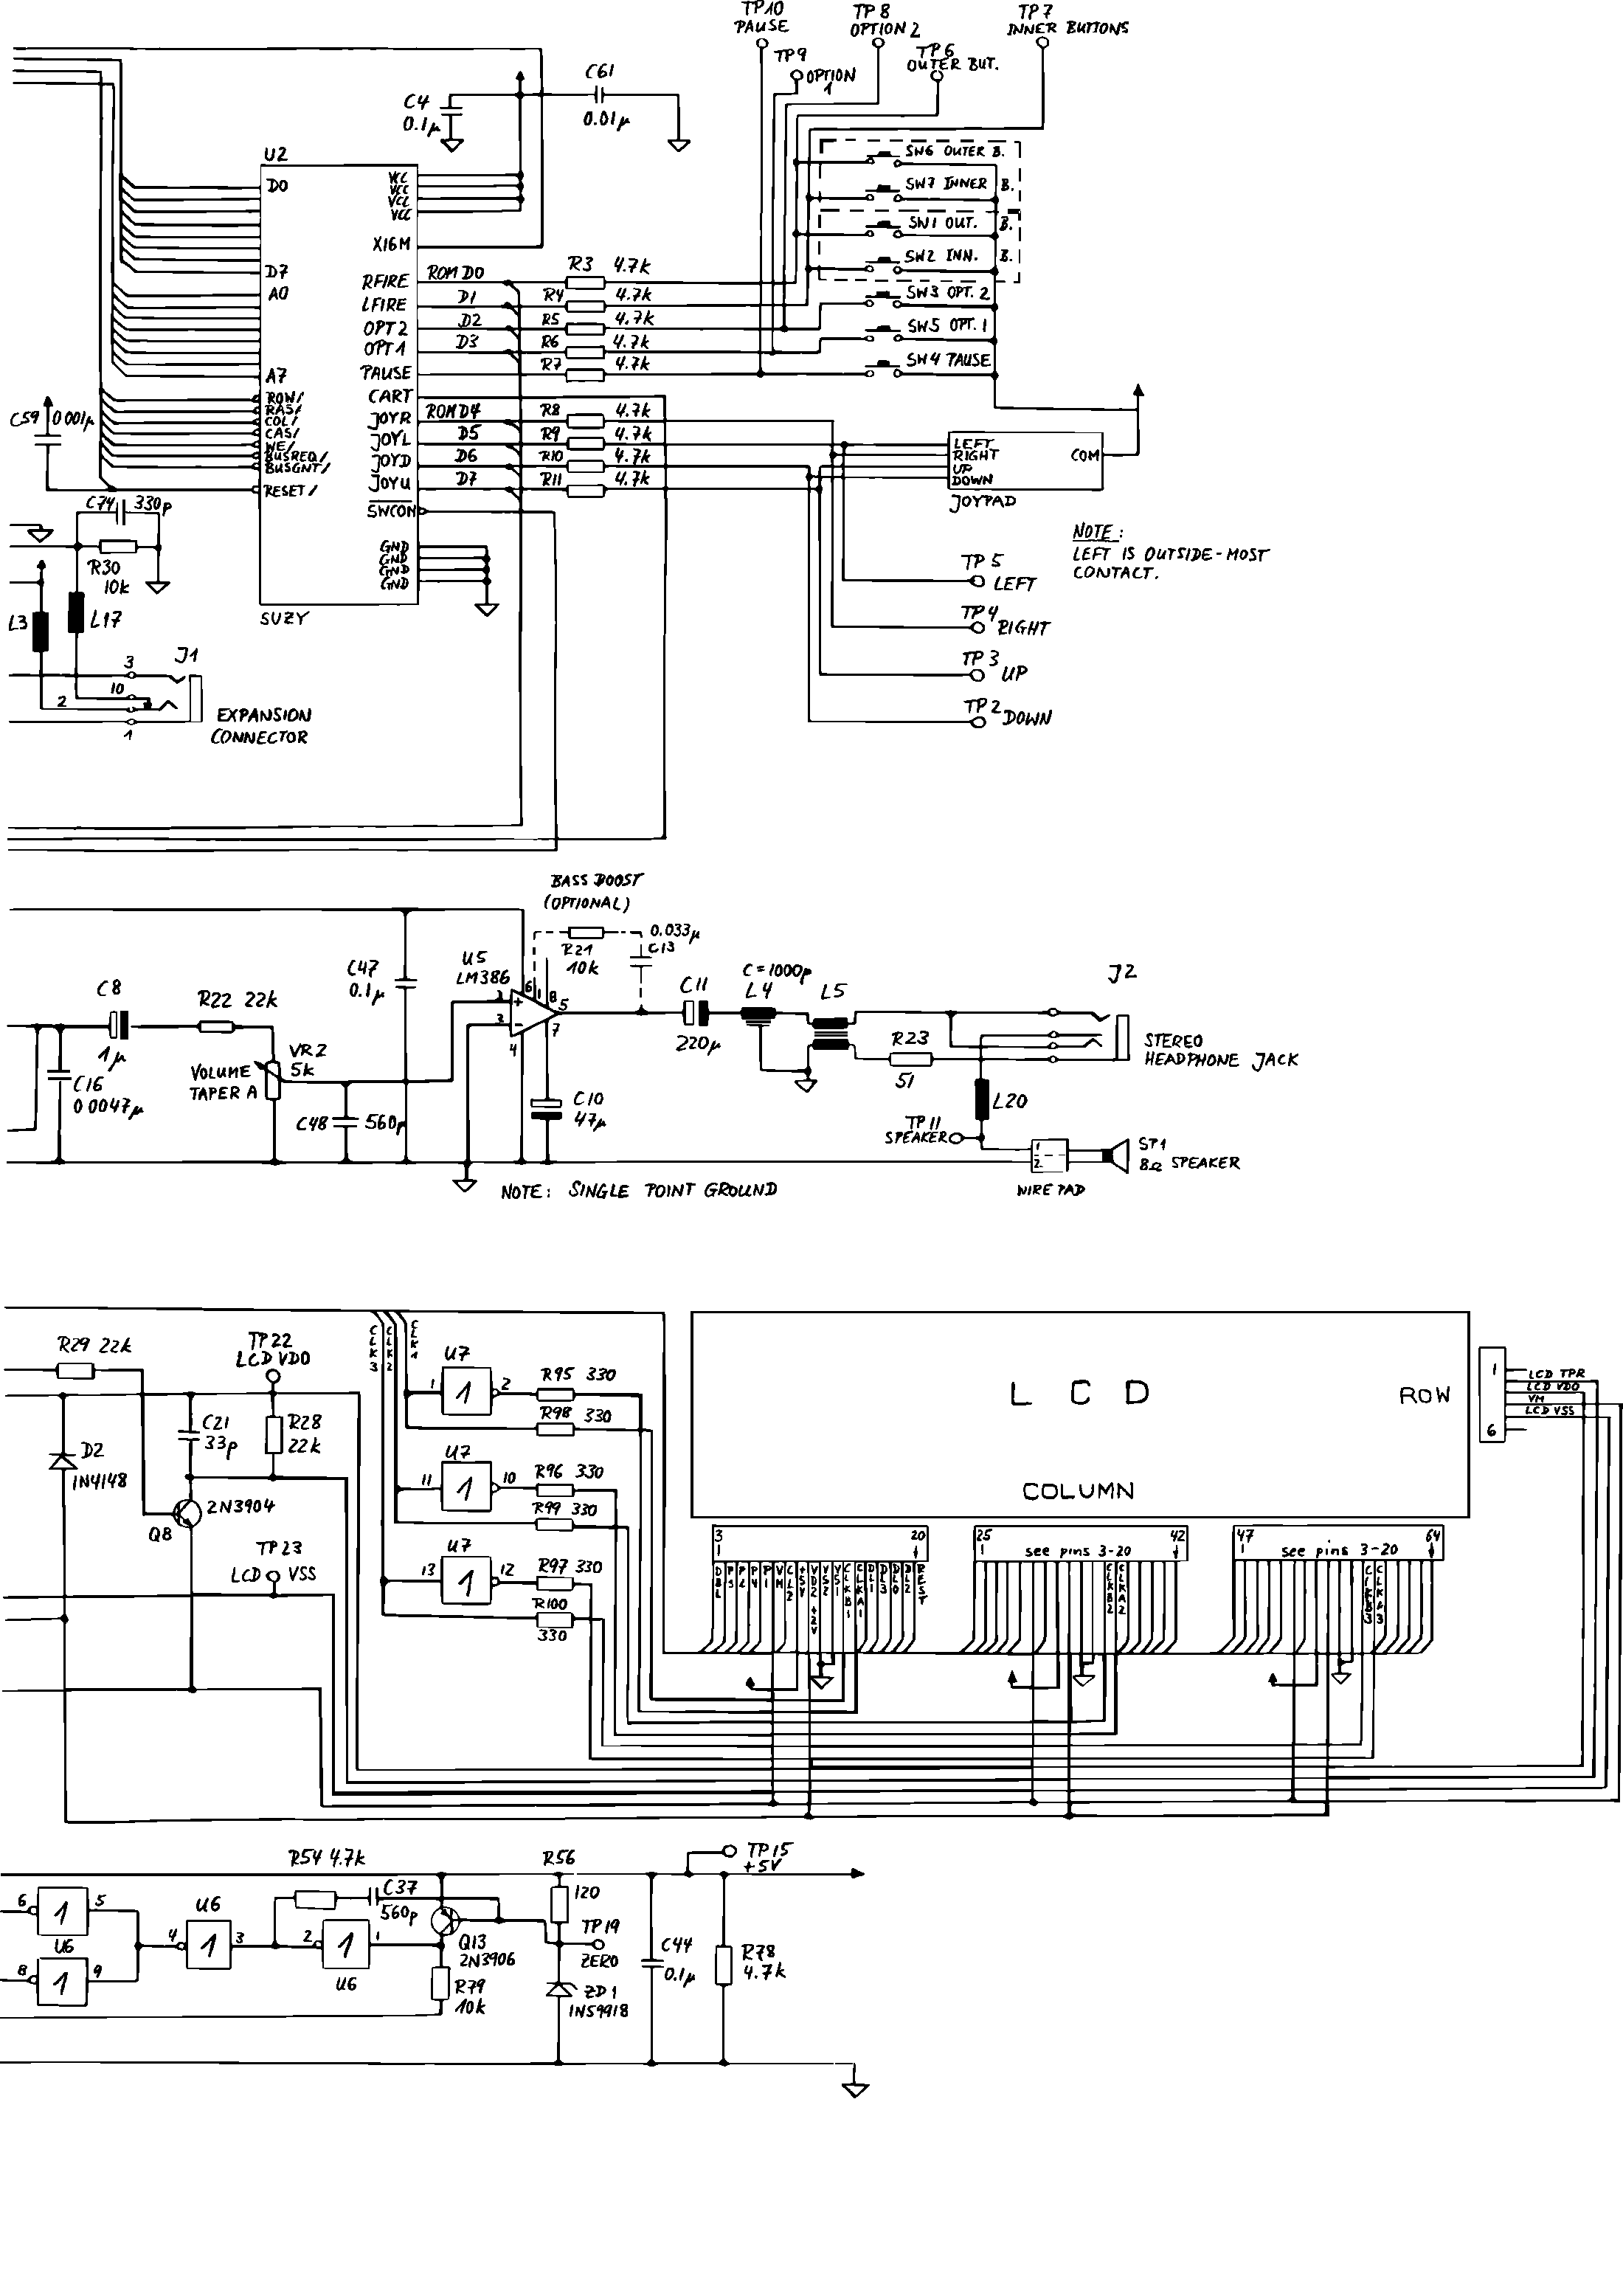 TP10
PAUSE
TP9
OPTION
1
TP8
OPTION 2
TP6
OUTER BUT.
TP7
INNER BUTTONS
C4
0.1µ
C61
0.01µ
U2
D0
D7
A0
A7
ROW/
RAS/
COL/
CAS/
WE/
BUSREQ/
BUSGNT/
RESET/
VCC
VCC
VCC
VCC
X16M
RFIRE
LFIRE
OPT2
OPT1
PAUSE
CART
JOYR
JOYL
JOYD
JOYU
SWCON
GND
GND
GND
GND
SUZY
ROM D0
D1
D2
D3
ROM D4
D5
D6
D7
R3 4.7k
R4 4.7k
R5 4.7k
R6 4.7k
R7 4.7k
R8 4.7k
R9 4.7k
R10 4.7k
R11 4.7k
SW6 OUTER B.
SW7 INNER B.
SW1 OUT. B.
SW2 INN. B.
SW3 OPT. 2
SW5 OPT. 1
SW4 PAUSE
LEFT
RIGHT
UP
DOWN
COM
JOYPAD
NOTE:
LEFT IS OUTSIDE-MOST
CONTACT.
TP5
LEFT
TP4
RIGHT
TP3
UP
TP2
DOWN
C59 0.001µ
C74 330p
R30
10k
L3
L17
J1
3
10
2
1
EXPANSION
CONNECTOR
BASS BOOST
(OPTIONAL)
R21
10k
0.033µ
C13
U5
LM386
C47
0.1µ
C8
1µ
R22 22k
C16
0.0047µ
VR2
5k
VOLUME
TAPER A
C48 560p
6
1
8
5
3
7
4
C10
47µ
C11
220µ
C=1000p
L4
L5
R23
51
J2
STEREO
HEADPHONE JACK
L20
TP11
SPEAKER
1
2
WIRE PAD
SP1
8Ω SPEAKER
NOTE: SINGLE POINT GROUND
R29 22k
TP22
LCD VDO
C21
33p
R28
22k
D2
1N4148
2N3904
Q8
TP23
LCD VSS
CLK3
CLK2
CLK1
U7
1
1
2
R95 330
R98 330
U7
11
1
10
R96 330
R99 330
U7
13
1
12
R97 330
R100
330
LCD
ROW
COLUMN
1
6
LCD TPR
LCD VDO
VM
LCD VSS
3
20
25
see pins 3-20
42
47
see pins 3-20
64
VM
CL2
+5V
CLKB1
CLKA1
DL1
DL3
DL0
DL2
REST
CLKB2
CLKA2
CLKB3
CLKA3
R54 4.7k
C37
560p
R56
120
TP15
+5V
6
1
5
U6
8
1
9
U6
4
1
3
2
1
1
U6
Q13
2N3906
R79
10k
TP19
ZERO
ZD1
1N59918
C44
0.1µ
R78
4.7k